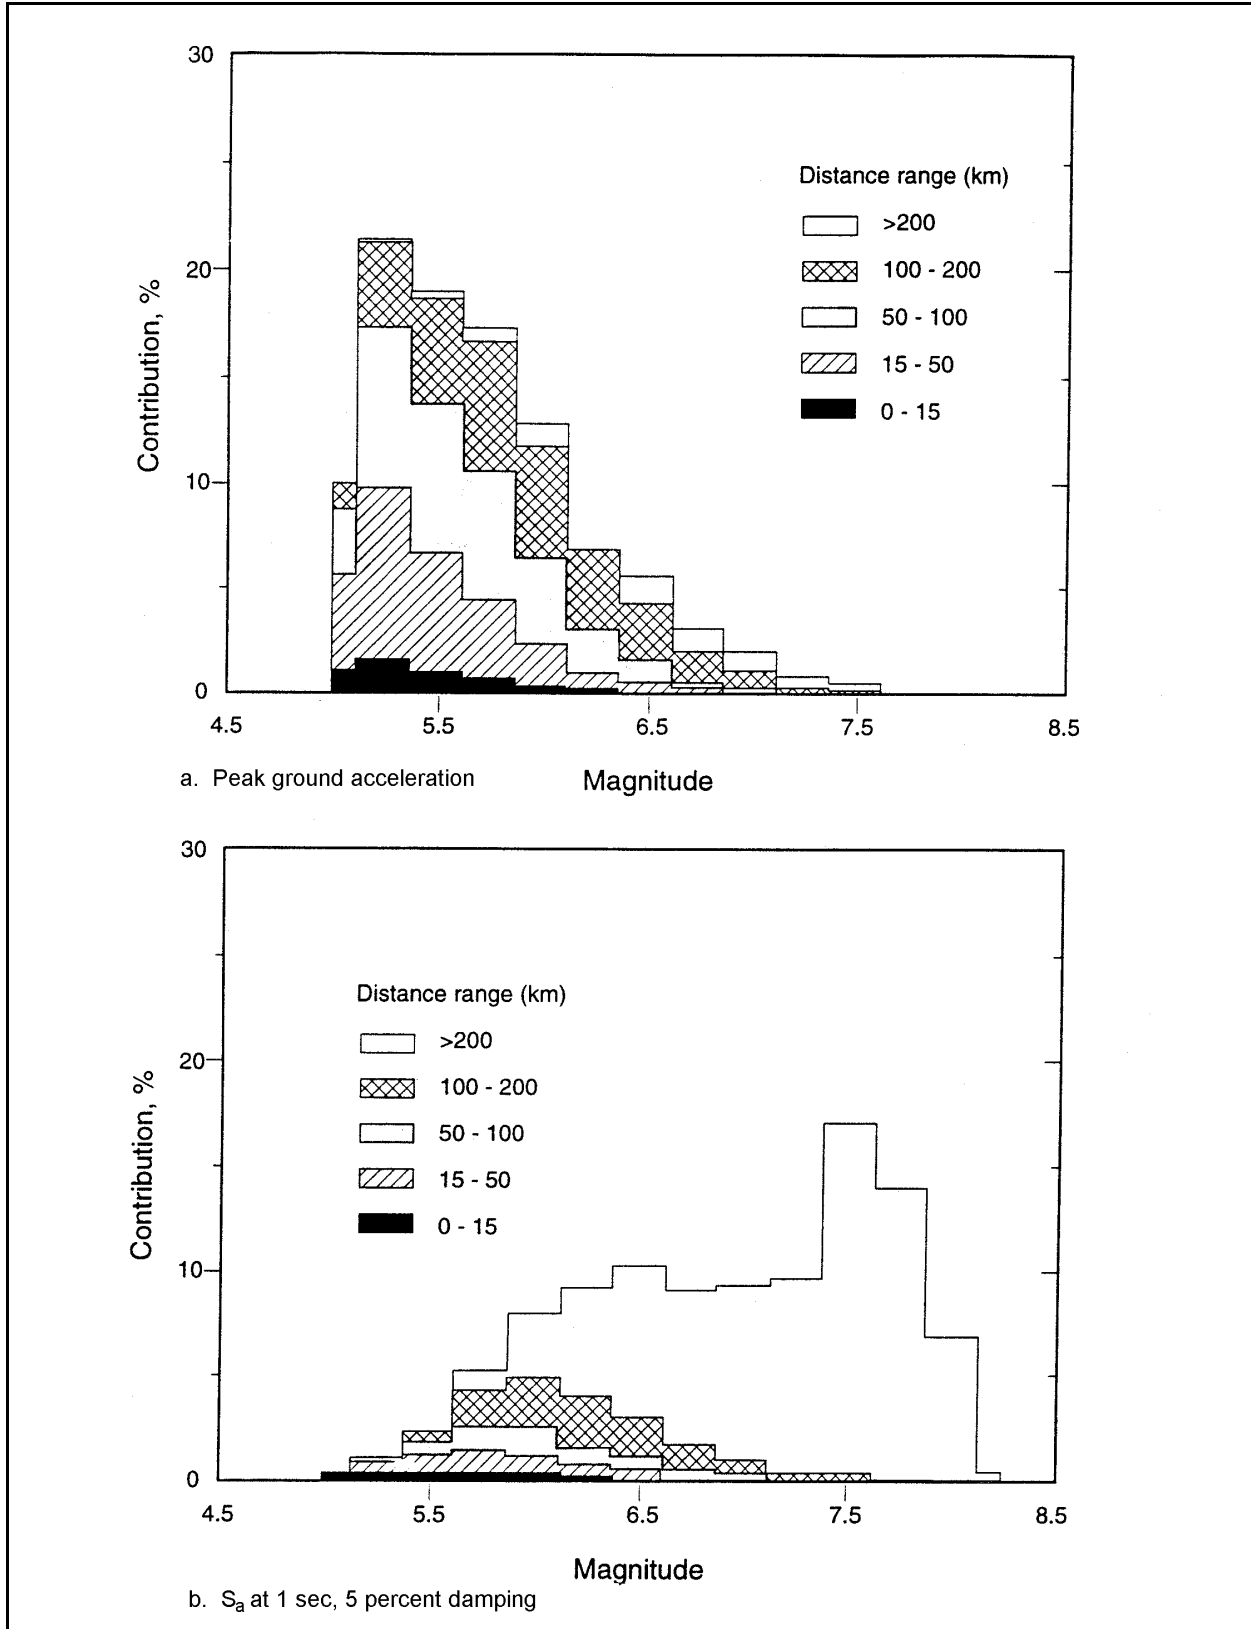 30
Distance range (km)
>200
20
100 - 200
50 - 100
15 - 50
0 - 15
Contribution, %
10
0
4.5 5.5 6.5 7.5 8.5
a. Peak ground acceleration Magnitude
30
Distance range (km)
>200
20
100 - 200
50 - 100
15 - 50
0 - 15
Contribution, %
10
0
4.5 5.5 6.5 7.5 8.5
Magnitude
b. Sa at 1 sec, 5 percent damping